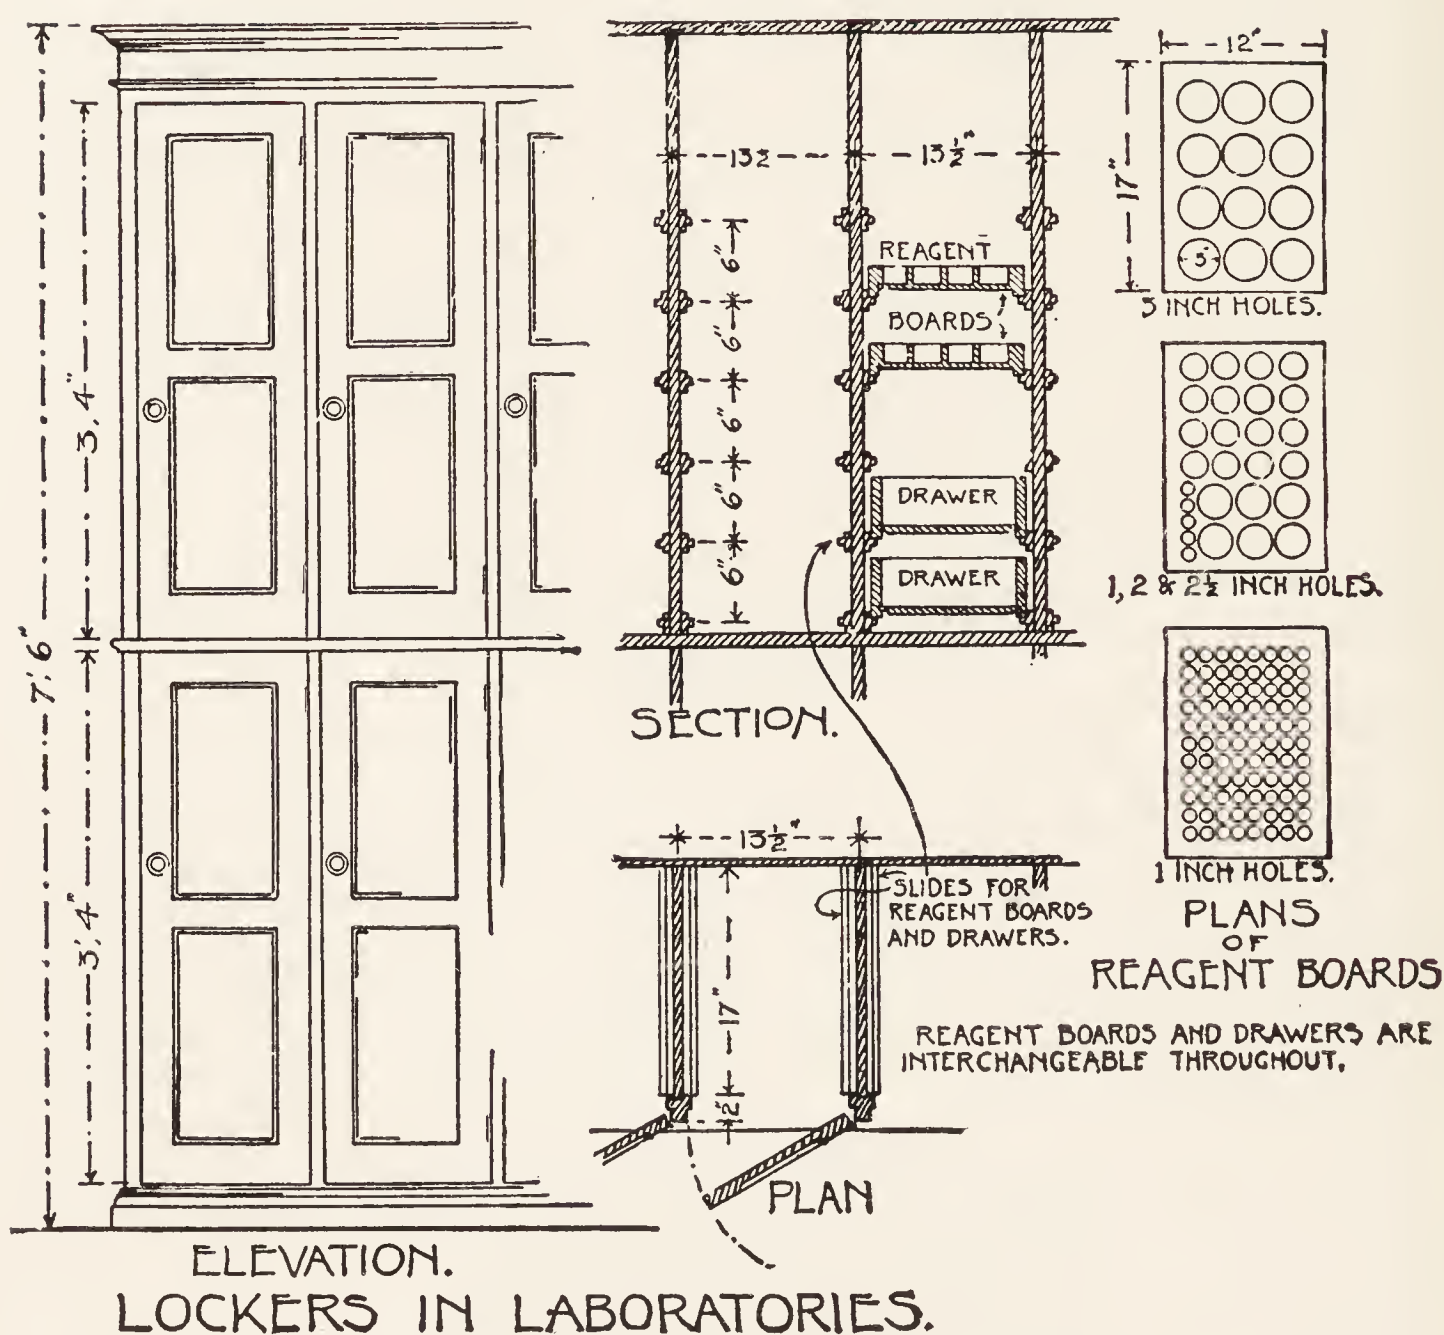 7', 6"
3, 4"
3', 4"
ELEVATION.
13½
13½"
6"
6"
6"
6"
6"
REAGENT
BOARDS
DRAWER
DRAWER
SECTION.
13½"
17"
2"
SLIDES FOR
REAGENT BOARDS
AND DRAWERS.
PLAN
12"
17"
3"
3 INCH HOLES.
1, 2 & 2½ INCH HOLES.
1 INCH HOLES.
PLANS
OF
REAGENT BOARDS
REAGENT BOARDS AND DRAWERS ARE
INTERCHANGEABLE THROUGHOUT.
LOCKERS IN LABORATORIES.